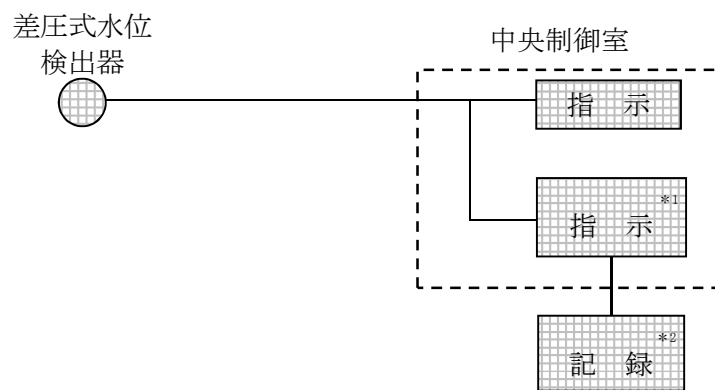 差圧式水位
検出器
中央制御室
指 示
指 示 *1
記 録 *2